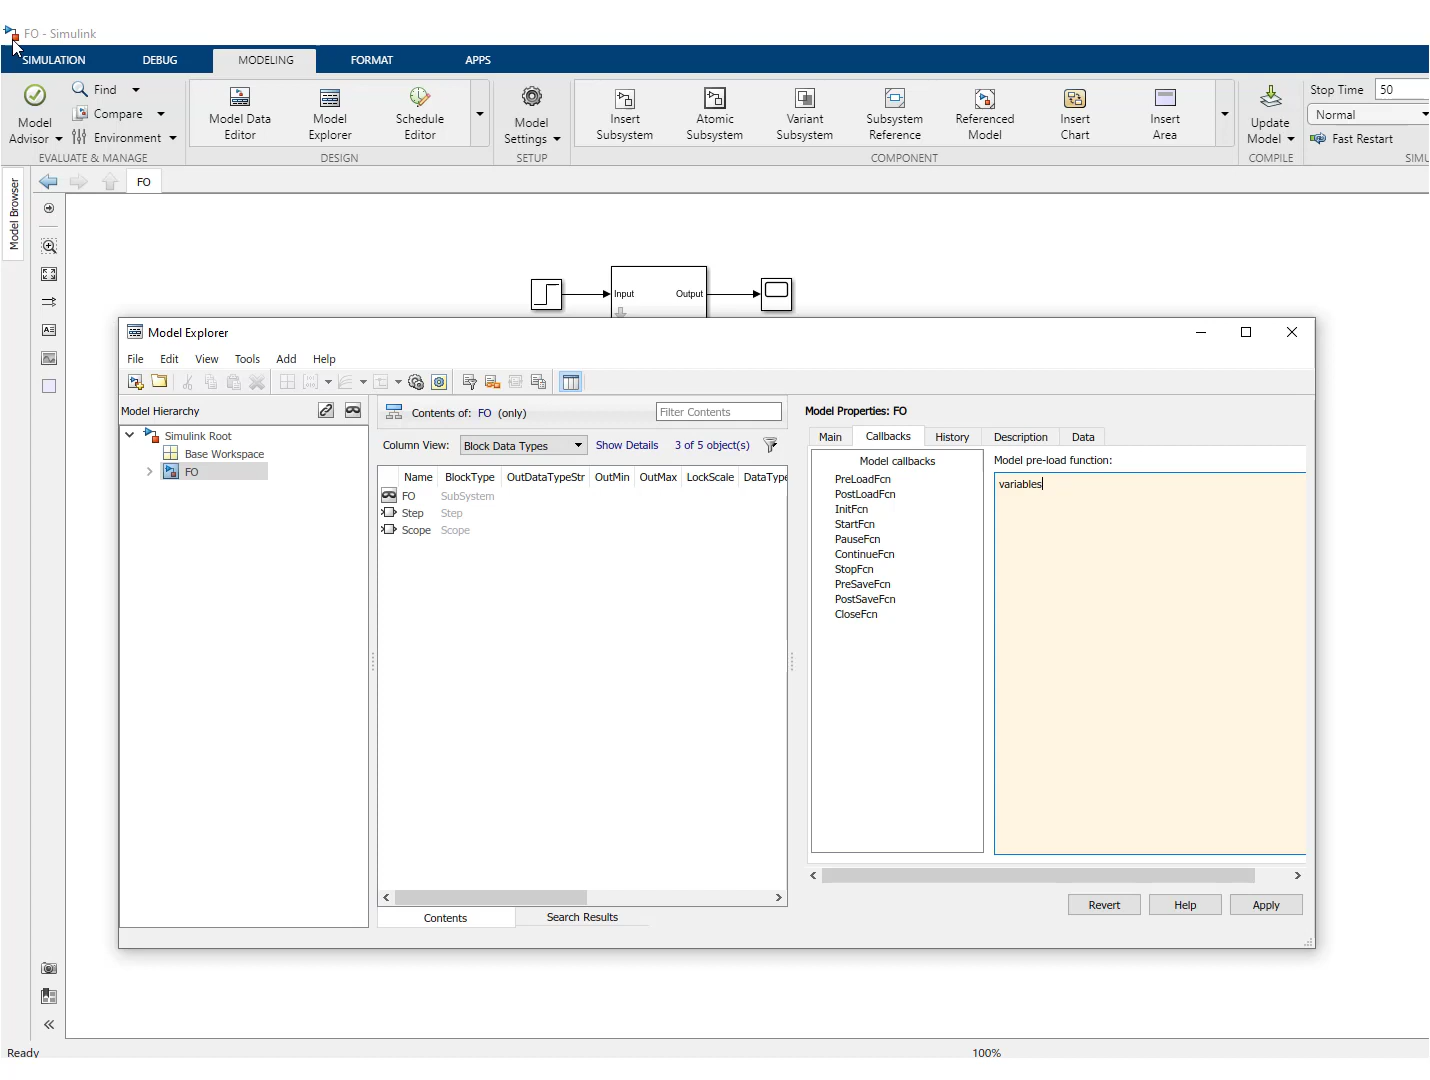 FO - Simulink
SIMULATION DEBUG MODELING FORMAT APPS
Find
Compare
Environment
Model
Advisor
EVALUATE & MANAGE
Model Data
Editor
Model
Explorer
Schedule
Editor
DESIGN
Model
Settings
SETUP
Insert
Subsystem
Atomic
Subsystem
Variant
Subsystem
Subsystem
Reference
Referenced
Model
Insert
Chart
Insert
Area
COMPONENT
Update
Model
COMPILE
Stop Time 50
Normal
Fast Restart
SIMU
Model Browser
FO
Input Output
Model Explorer
File Edit View Tools Add Help
Model Hierarchy
Simulink Root
Base Workspace
FO
Contents of: FO (only)
Filter Contents
Column View: Block Data Types Show Details 3 of 5 object(s)
Name BlockType OutDataTypeStr OutMin OutMax LockScale DataType
FO SubSystem
Step Step
Scope Scope
Contents Search Results
Model Properties: FO
Main Callbacks History Description Data
Model callbacks
PreLoadFcn
PostLoadFcn
InitFcn
StartFcn
PauseFcn
ContinueFcn
StopFcn
PreSaveFcn
PostSaveFcn
CloseFcn
Model pre-load function:
variables
Revert Help Apply
Ready 100%